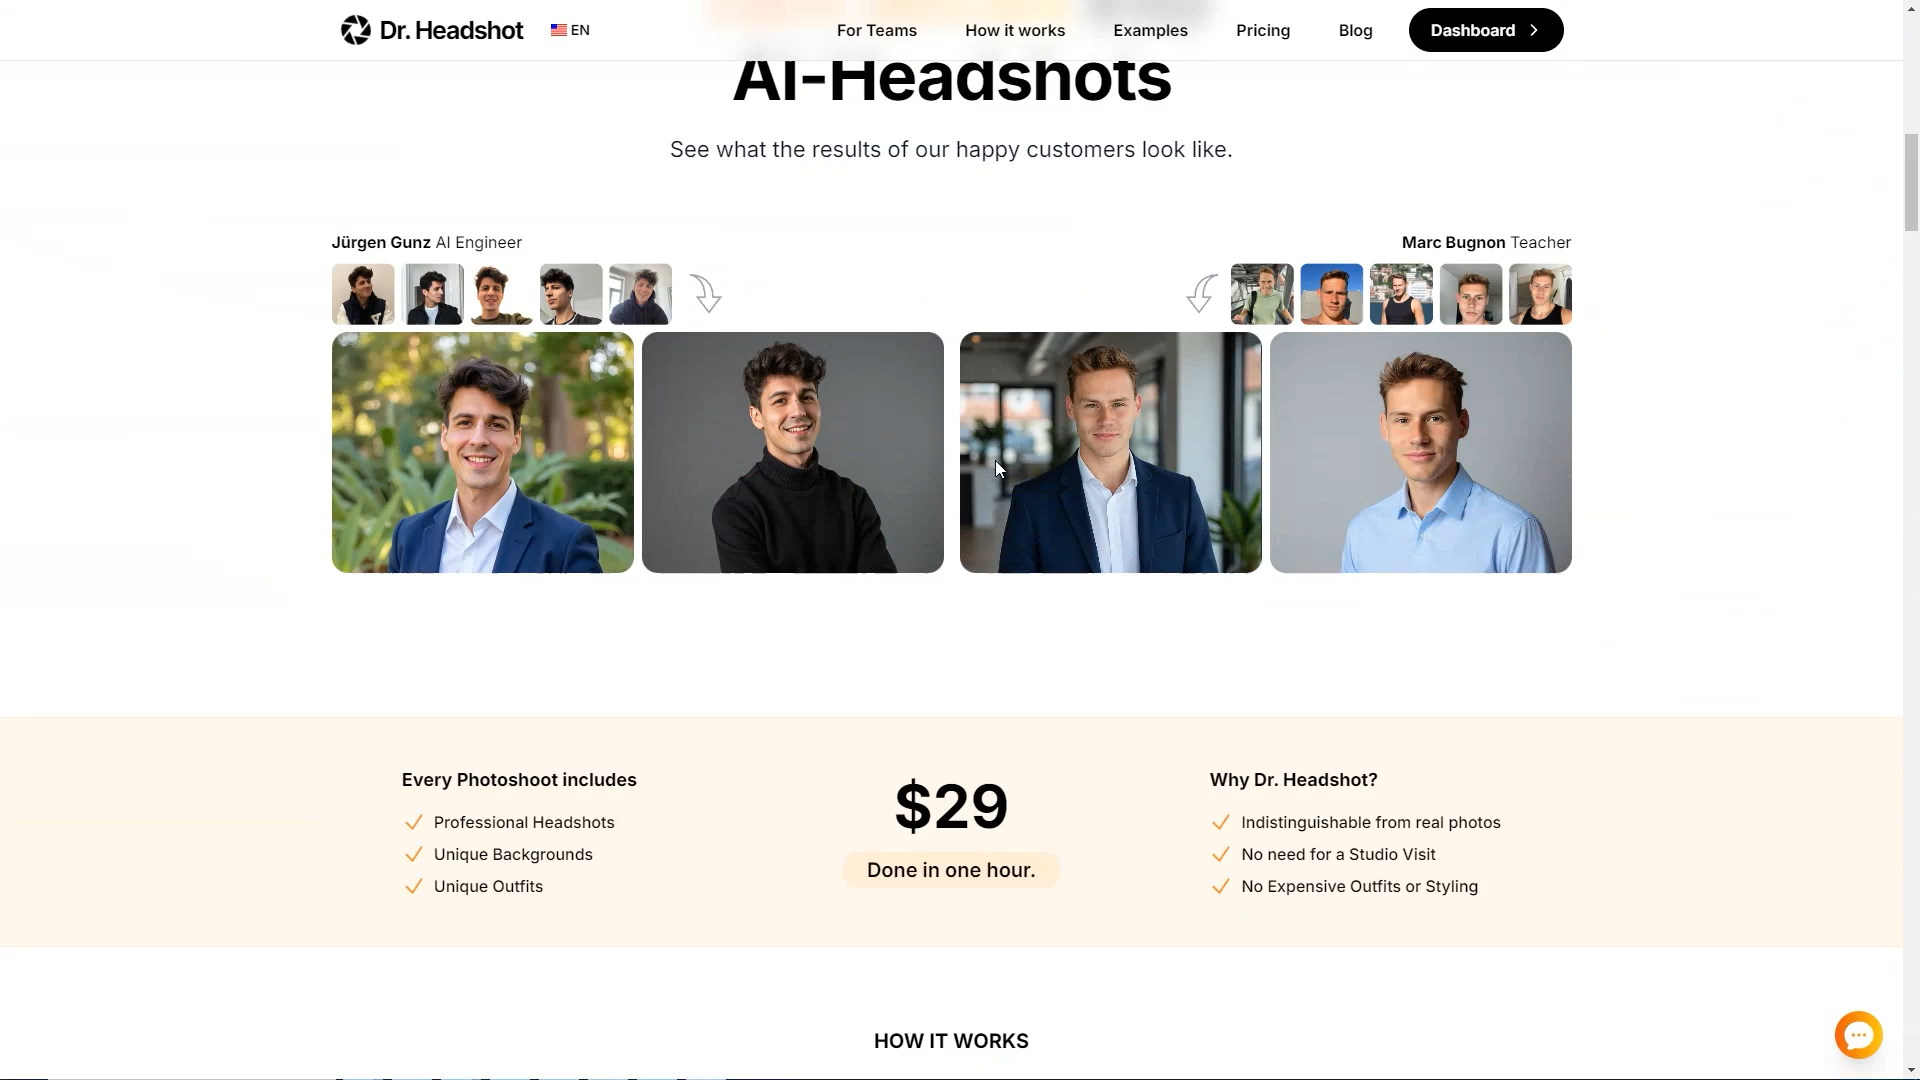 Dr. Headshot
EN
For Teams
How it works
Examples
Pricing
Blog
Dashboard
AI-Headshots
See what the results of our happy customers look like.
Jürgen Gunz AI Engineer
Marc Bugnon Teacher
Every Photoshoot includes
Professional Headshots
Unique Backgrounds
Unique Outfits
$29
Done in one hour.
Why Dr. Headshot?
Indistinguishable from real photos
No need for a Studio Visit
No Expensive Outfits or Styling
HOW IT WORKS